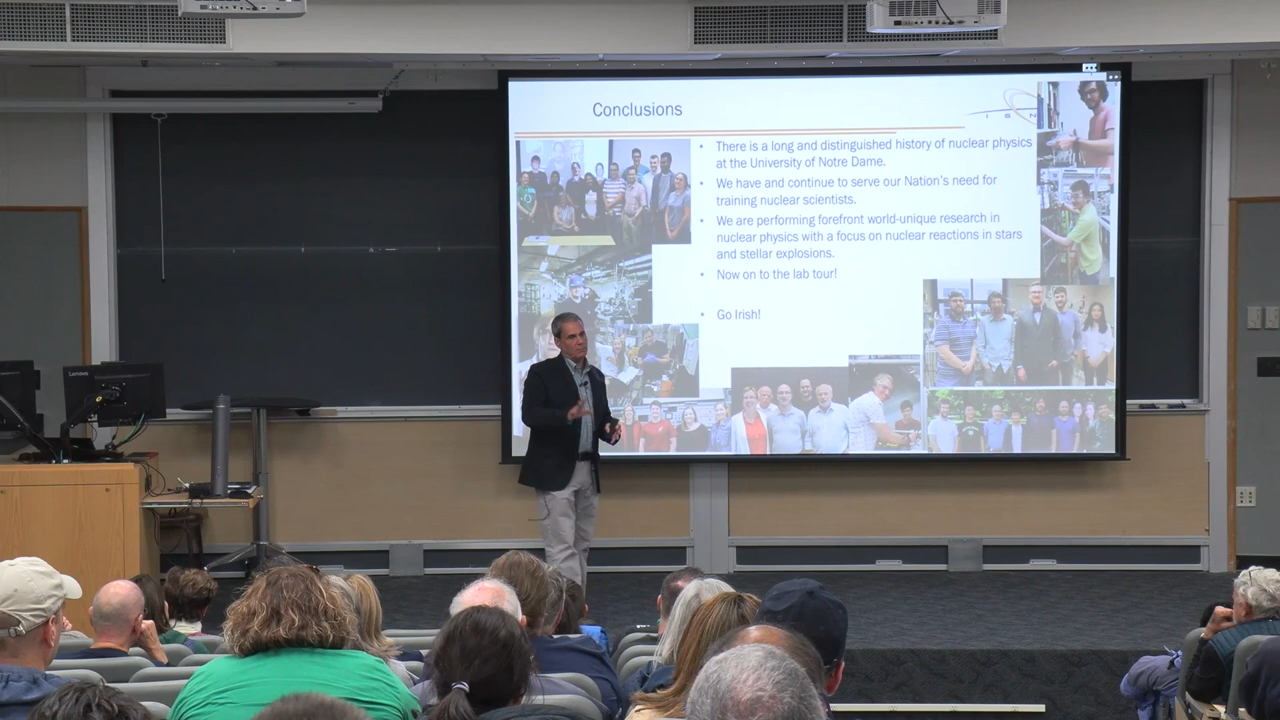 Conclusions
I S N
• There is a long and distinguished history of nuclear physics
at the University of Notre Dame.
• We have and continue to serve our Nation's need for
training nuclear scientists.
• We are performing forefront world-unique research in
nuclear physics with a focus on nuclear reactions in stars
and stellar explosions.
• Now on to the lab tour!
• Go Irish!
Lenovo